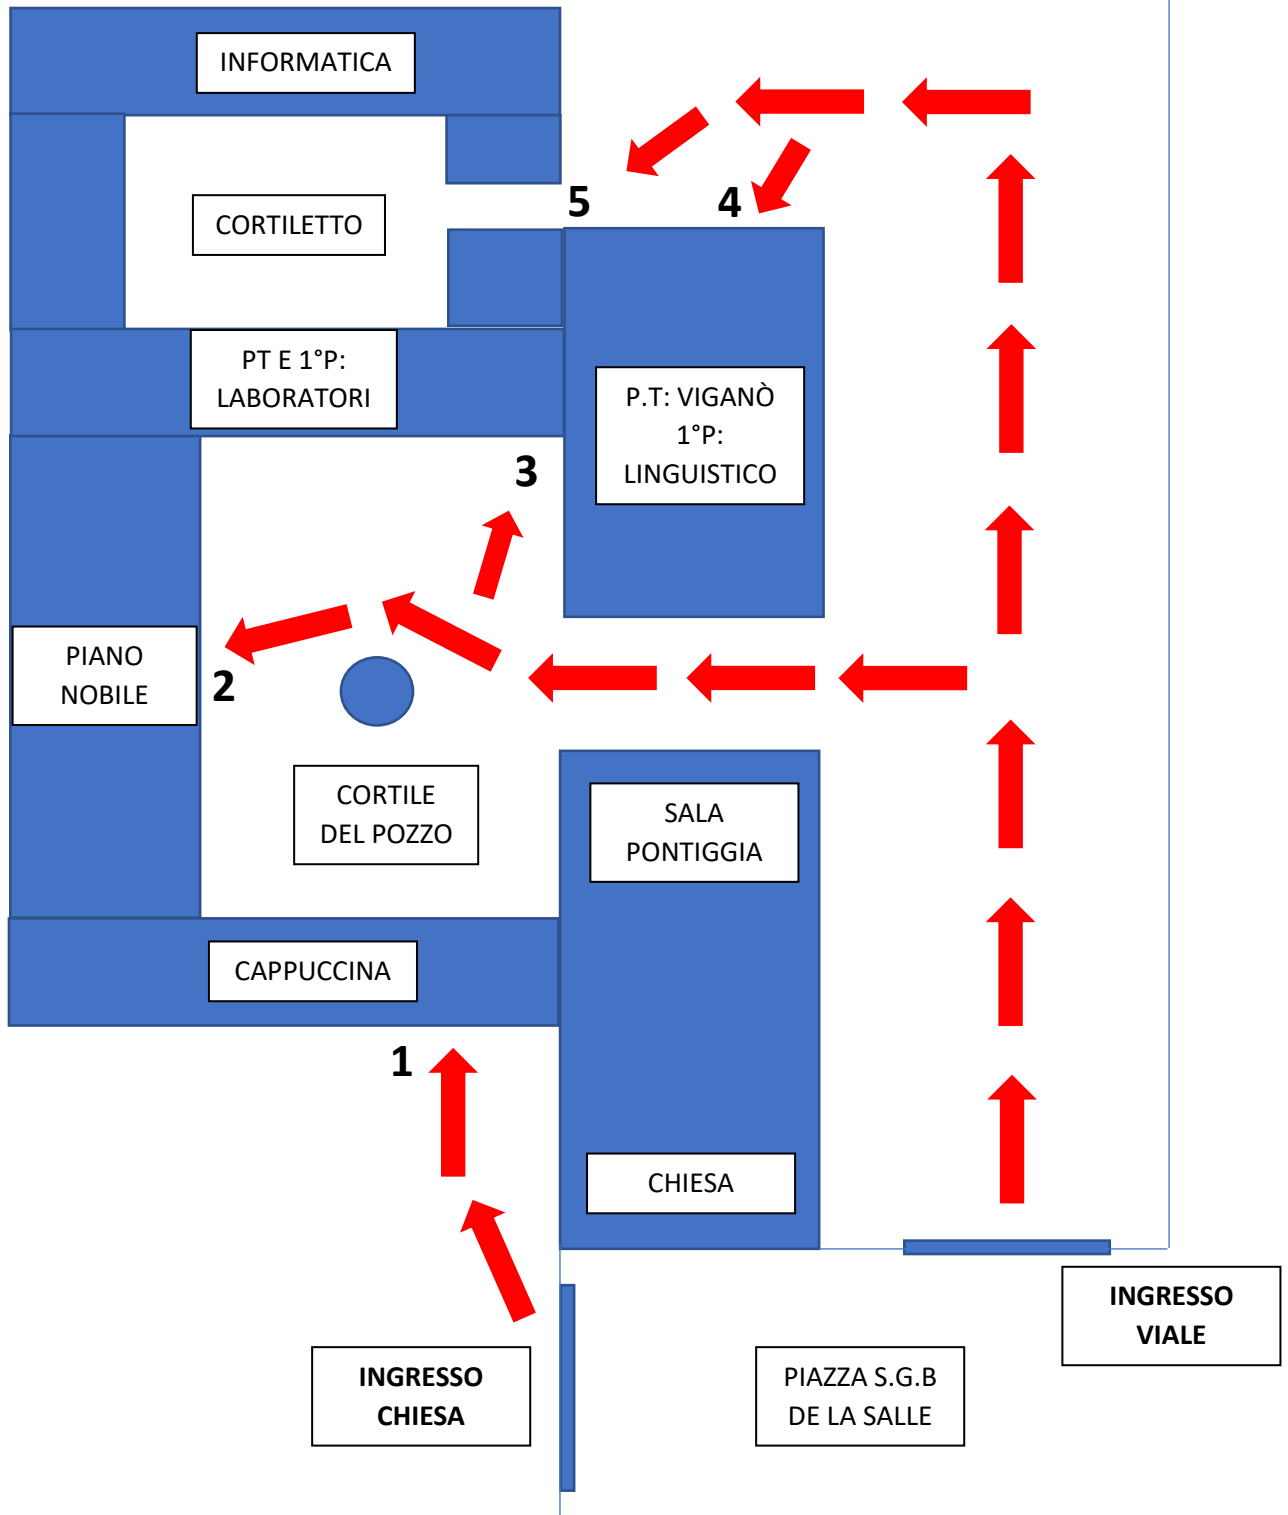 INFORMATICA
5
4
CORTILETTO
PT E 1°P:
LABORATORI
P.T: VIGANÒ
1°P:
LINGUISTICO
3
PIANO
NOBILE
2
CORTILE
DEL POZZO
SALA
PONTIGGIA
CAPPUCCINA
1
CHIESA
INGRESSO
VIALE
INGRESSO
CHIESA
PIAZZA S.G.B
DE LA SALLE